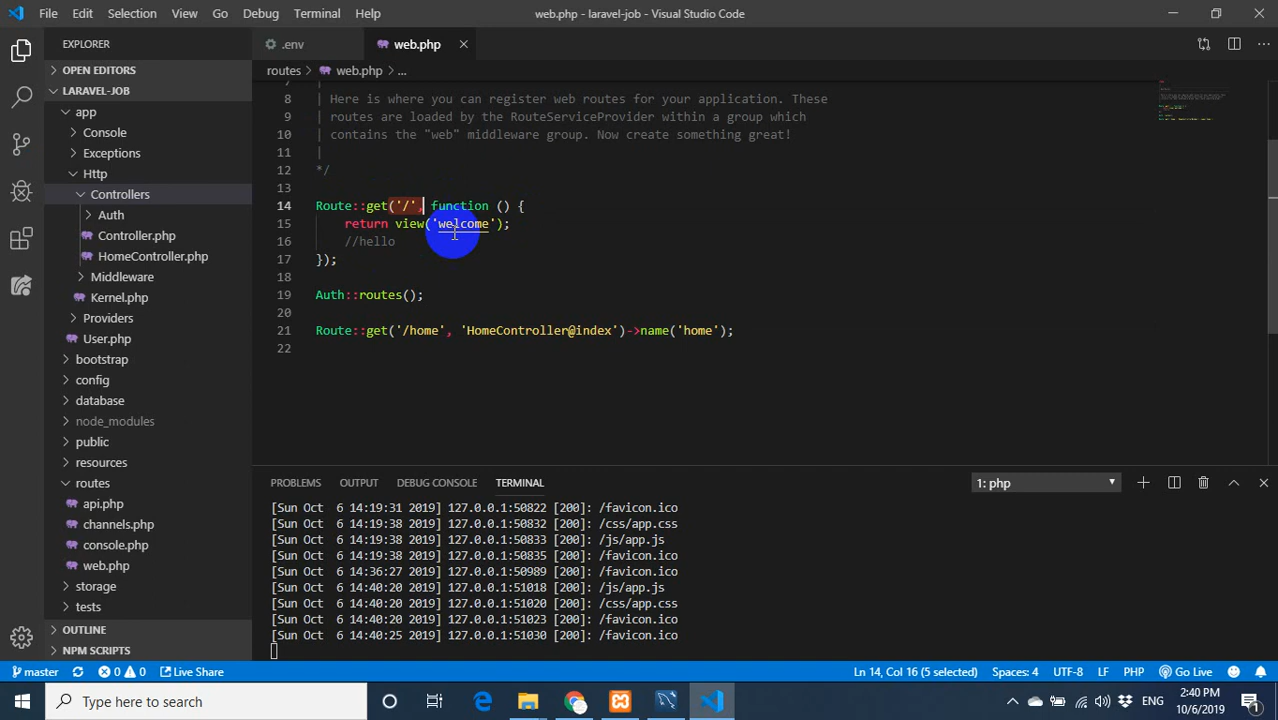 File Edit Selection View Go Debug Terminal Help web.php - laravel-job - Visual Studio Code
EXPLORER
OPEN EDITORS
LARAVEL-JOB
app
Console
Exceptions
Http
Controllers
Auth
Controller.php
HomeController.php
Middleware
Kernel.php
Providers
User.php
bootstrap
config
database
node_modules
public
resources
routes
api.php
channels.php
console.php
web.php
storage
tests
OUTLINE
NPM SCRIPTS
.env web.php
routes > web.php > ...
7 |
8 | Here is where you can register web routes for your application. These
9 | routes are loaded by the RouteServiceProvider within a group which
10 | contains the "web" middleware group. Now create something great!
11 |
12 */
13
14 Route::get('/', function () {
15 return view('welcome');
16 //hello
17 });
18
19 Auth::routes();
20
21 Route::get('/home', 'HomeController@index')->name('home');
22
PROBLEMS OUTPUT DEBUG CONSOLE TERMINAL 1: php
[Sun Oct 6 14:19:31 2019] 127.0.0.1:50822 [200]: /favicon.ico
[Sun Oct 6 14:19:38 2019] 127.0.0.1:50832 [200]: /css/app.css
[Sun Oct 6 14:19:38 2019] 127.0.0.1:50833 [200]: /js/app.js
[Sun Oct 6 14:19:38 2019] 127.0.0.1:50835 [200]: /favicon.ico
[Sun Oct 6 14:36:27 2019] 127.0.0.1:50989 [200]: /favicon.ico
[Sun Oct 6 14:40:20 2019] 127.0.0.1:51018 [200]: /js/app.js
[Sun Oct 6 14:40:20 2019] 127.0.0.1:51020 [200]: /css/app.css
[Sun Oct 6 14:40:20 2019] 127.0.0.1:51023 [200]: /favicon.ico
[Sun Oct 6 14:40:25 2019] 127.0.0.1:51030 [200]: /favicon.ico
master 0 0 Live Share Ln 14, Col 16 (5 selected) Spaces: 4 UTF-8 LF PHP Go Live
Type here to search ENG 2:40 PM
10/6/2019 1